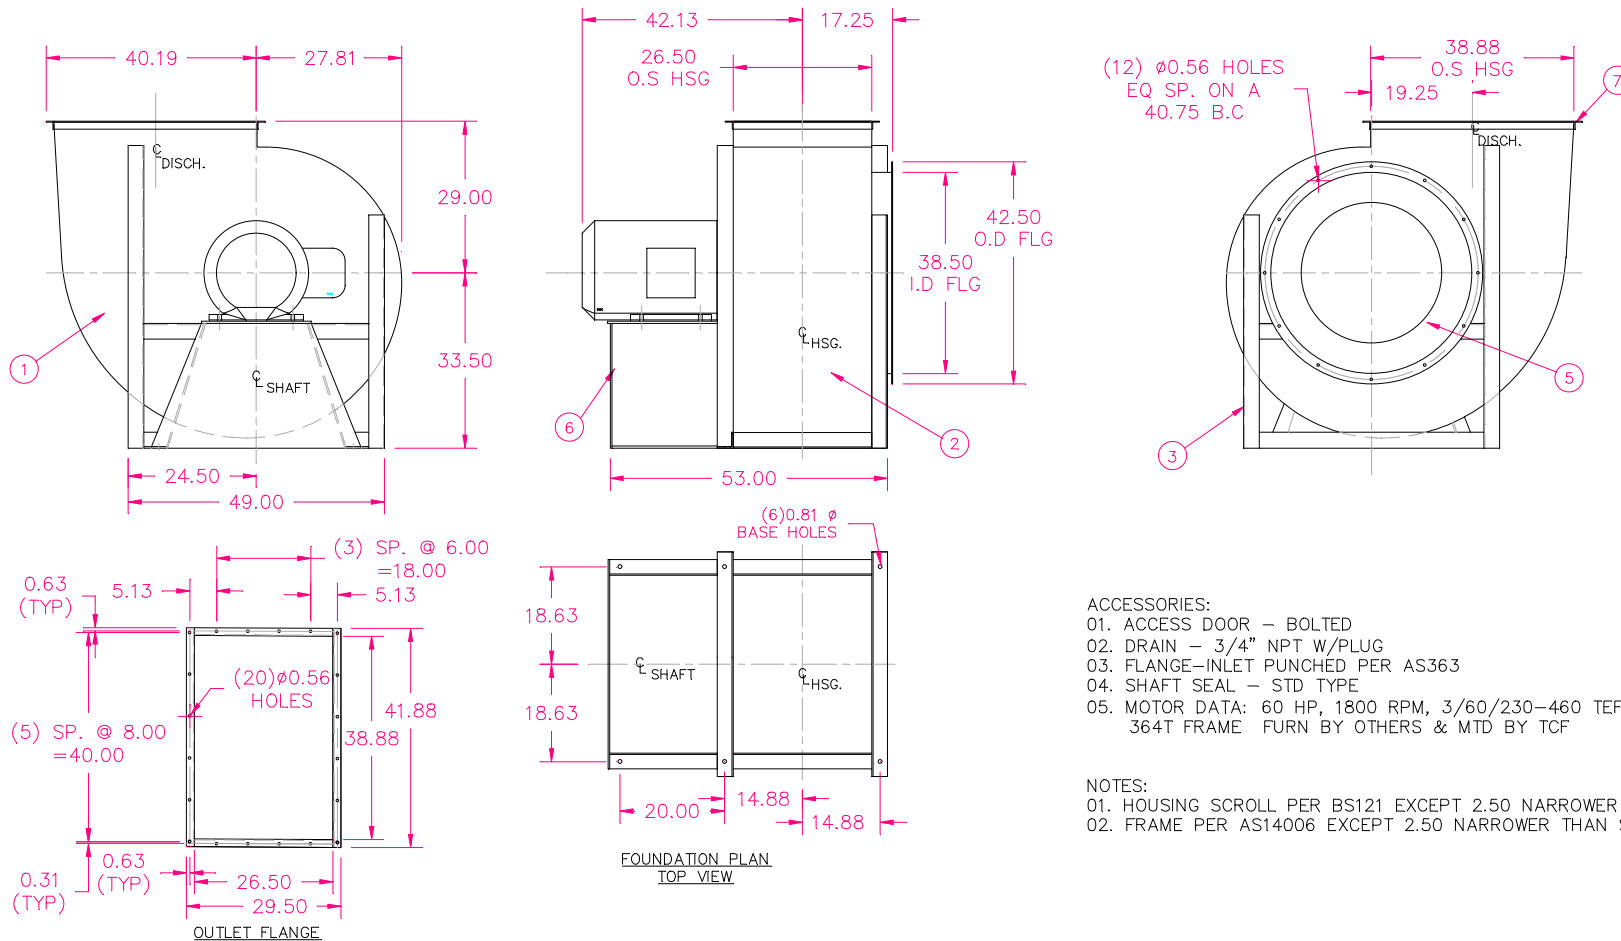 40.19
27.81
℄ DISCH.
29.00
33.50
℄ SHAFT
1
24.50
49.00
42.13
17.25
26.50
O.S HSG
42.50
O.D FLG
38.50
I.D FLG
℄ HSG.
6
2
53.00
(12) ø0.56 HOLES
EQ SP. ON A
40.75 B.C
38.88
O.S HSG
19.25
7
℄ DISCH.
5
3
(3) SP. @ 6.00
=18.00
0.63
(TYP)
5.13
5.13
(20)ø0.56
HOLES
(5) SP. @ 8.00
=40.00
41.88
38.88
0.63
(TYP)
0.31
(TYP)
26.50
29.50
OUTLET FLANGE
(6)0.81 ø
BASE HOLES
18.63
℄ SHAFT
℄ HSG.
18.63
14.88
20.00
14.88
FOUNDATION PLAN
TOP VIEW
ACCESSORIES:
01. ACCESS DOOR – BOLTED
02. DRAIN – 3/4" NPT W/PLUG
03. FLANGE–INLET PUNCHED PER AS363
04. SHAFT SEAL – STD TYPE
05. MOTOR DATA: 60 HP, 1800 RPM, 3/60/230–460 TEF
364T FRAME FURN BY OTHERS & MTD BY TCF
NOTES:
01. HOUSING SCROLL PER BS121 EXCEPT 2.50 NARROWER
02. FRAME PER AS14006 EXCEPT 2.50 NARROWER THAN